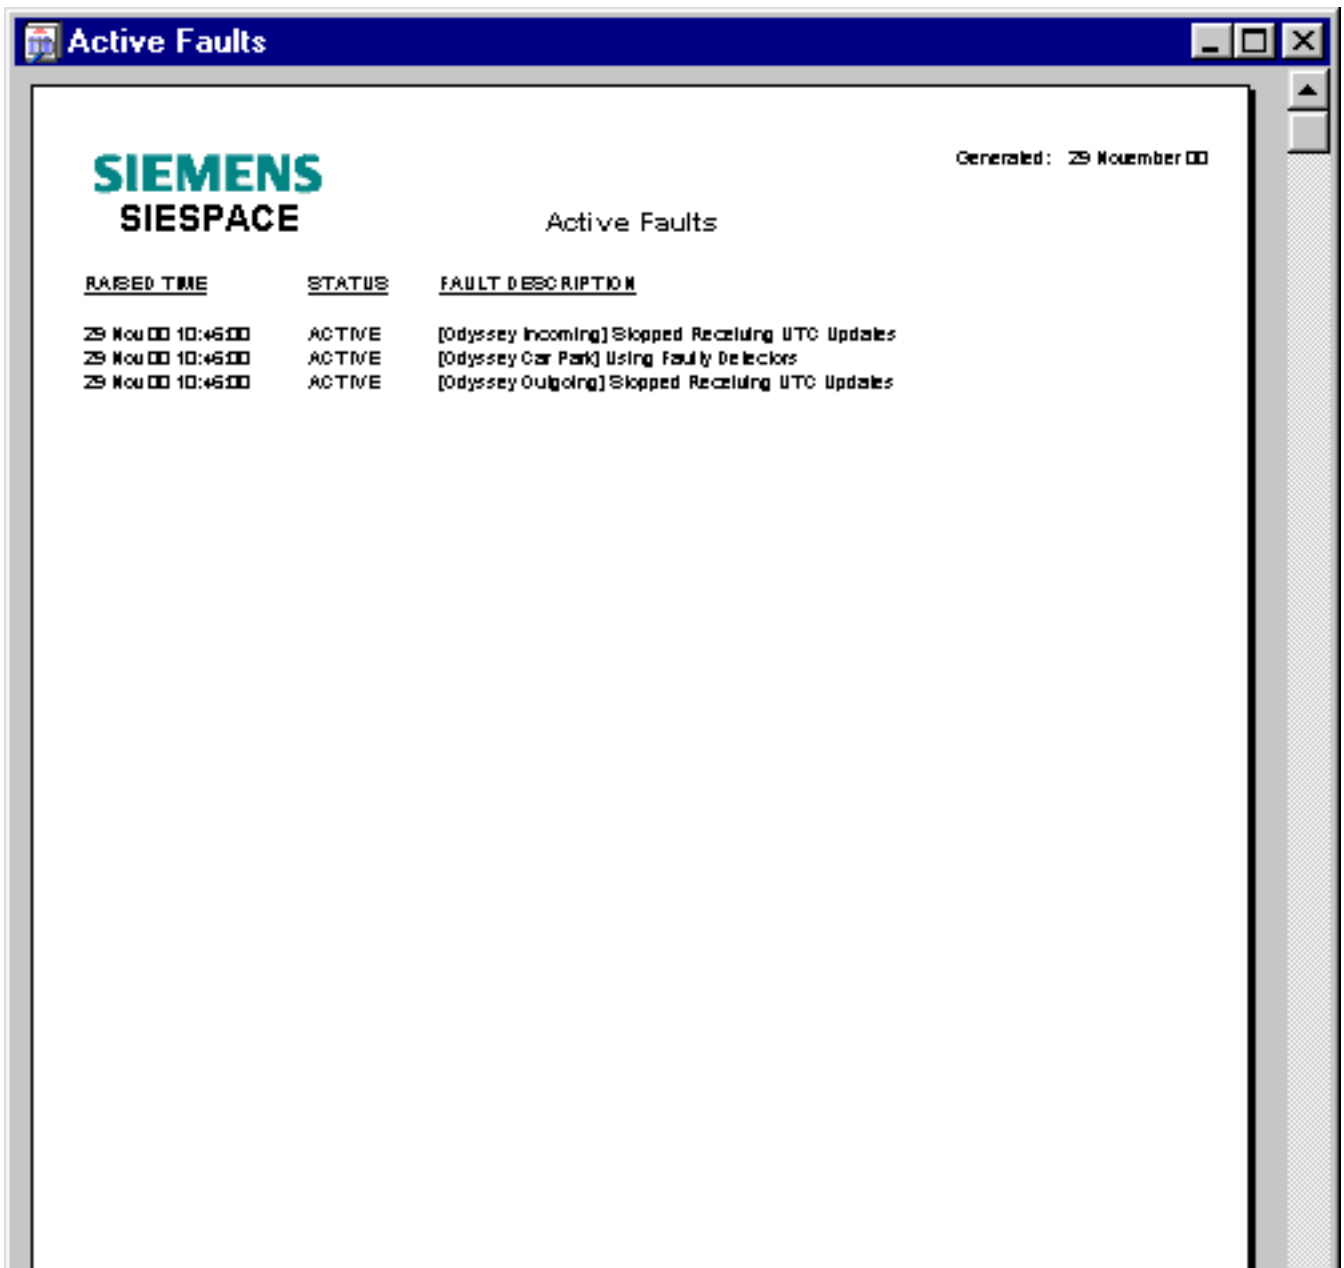 Active Faults
Generated: 29 November 00
SIEMENS
SIESPACE
Active Faults
RAISED TIME STATUS FAULT DESCRIPTION
29 Nov 00 10:46:00 ACTIVE [Odyssey Incoming] Stopped Receiving UTC Updates
29 Nov 00 10:46:00 ACTIVE [Odyssey Car Park] Using Faulty Detectors
29 Nov 00 10:46:00 ACTIVE [Odyssey Outgoing] Stopped Receiving UTC Updates